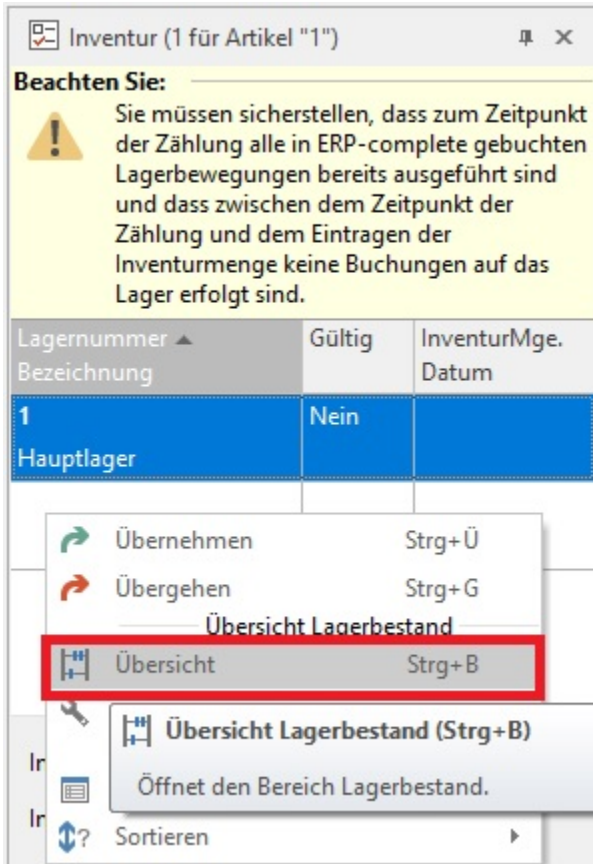 Inventur (1 für Artikel "1")
Beachten Sie:
Sie müssen sicherstellen, dass zum Zeitpunkt
der Zählung alle in ERP-complete gebuchten
Lagerbewegungen bereits ausgeführt sind
und dass zwischen dem Zeitpunkt der
Zählung und dem Eintragen der
Inventurmenge keine Buchungen auf das
Lager erfolgt sind.
Lagernummer Gültig InventurMge.
Bezeichnung Datum
1 Nein
Hauptlager
Übernehmen Strg+Ü
Übergehen Strg+G
Übersicht Lagerbestand
Übersicht Strg+B
Übersicht Lagerbestand (Strg+B)
Öffnet den Bereich Lagerbestand.
Sortieren